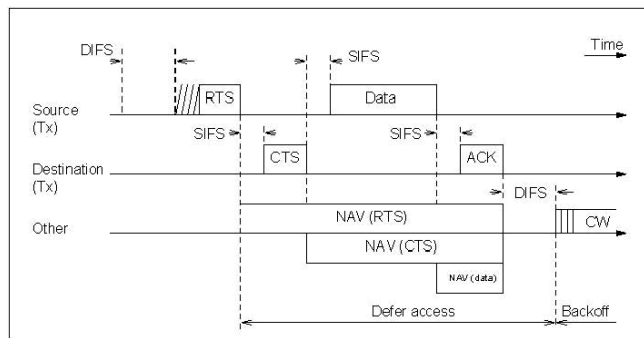 DIFS
SIFS
Time
RTS
Data
Source
(Tx)
SIFS
SIFS
CTS
ACK
Destination
(Tx)
DIFS
NAV (RTS)
CW
Other
NAV (CTS)
NAV (data)
Defer access
Backoff